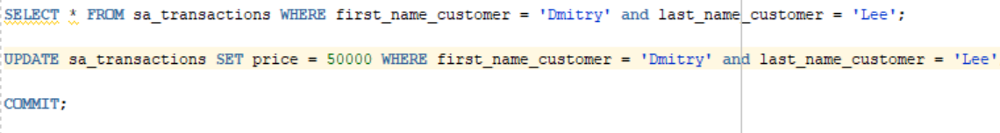 SELECT * FROM sa_transactions WHERE first_name_customer = 'Dmitry' and last_name_customer = 'Lee';
UPDATE sa_transactions SET price = 50000 WHERE first_name_customer = 'Dmitry' and last_name_customer = 'Lee'
COMMIT;